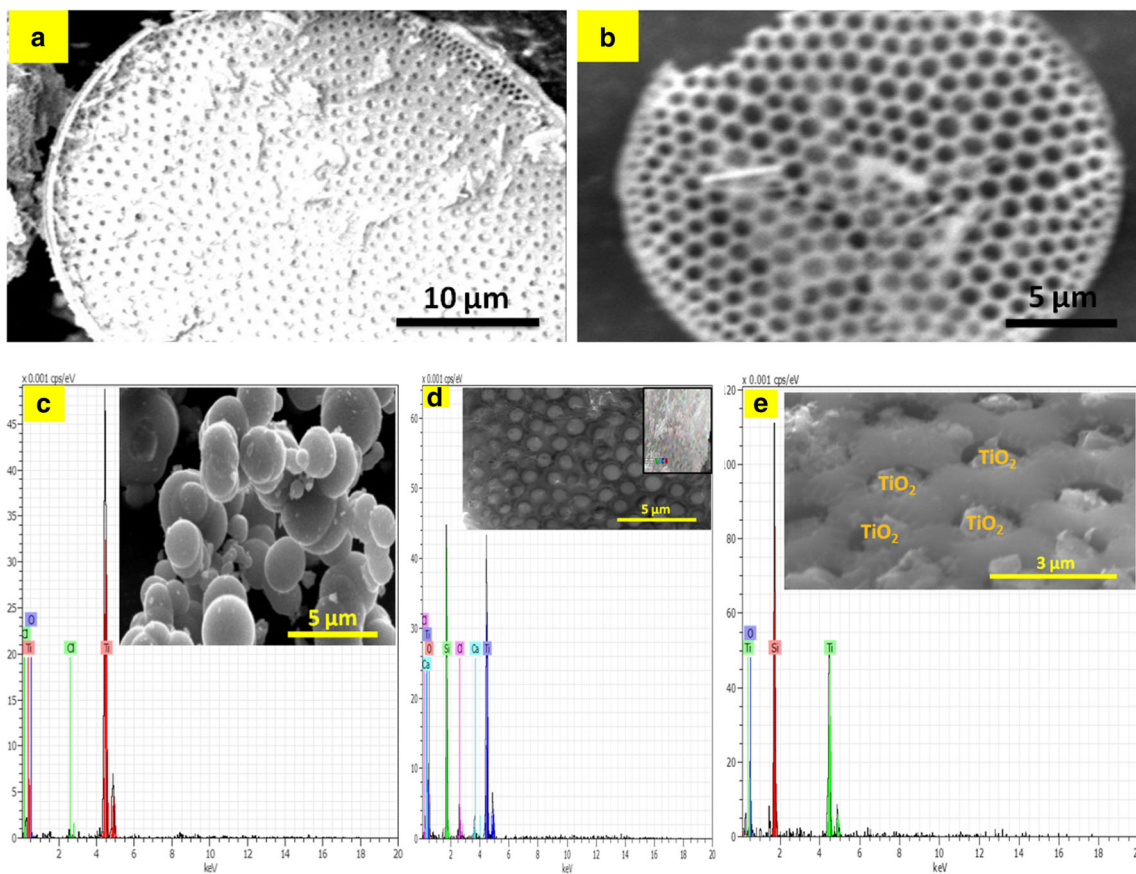 a
10 µm
b
5 µm
x 0.001 cps/eV
c
45
40
35
30
25
20
15
10
5
0
O
Cl
Ti
Cl
Ti
5 µm
2 4 6 8 10 12 14 16 18 20
keV
x 0.001 cps/eV
d
60
50
40
30
20
10
0
5 µm
Cl
Ti
O
Ca
Si
Cl
Ca
Ti
2 4 6 8 10 12 14 16 18 20
keV
x 0.001 cps/eV
e
120
100
80
60
40
20
0
TiO₂
TiO₂
TiO₂
TiO₂
3 µm
O
Ti
Si
Ti
0 2 4 6 8 10 12 14 16 18
keV